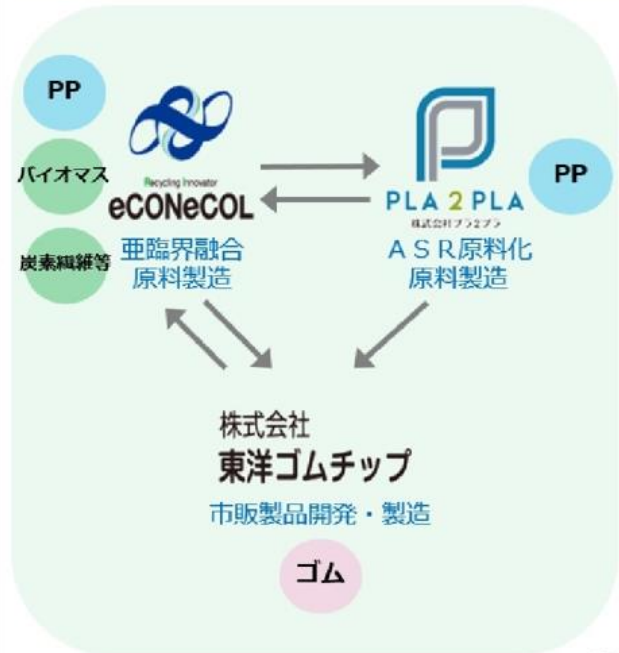 PP
バイオマス
炭素繊維等
Recycling Innovator
eCONeCOL
亜臨界融合
原料製造
PLA 2 PLA
株式会社プラ2プラ
ＡＳＲ原料化
原料製造
PP
株式会社
東洋ゴムチップ
市販製品開発・製造
ゴム